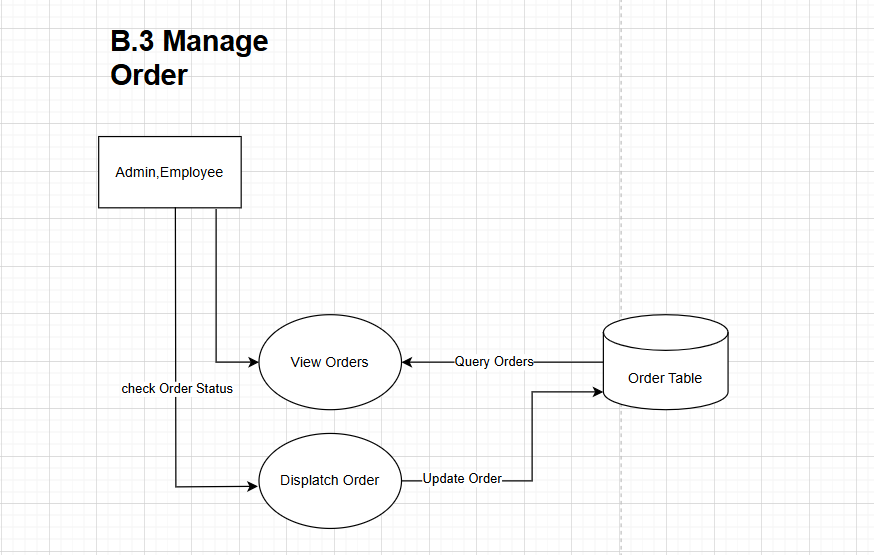 B.3 Manage
Order
Admin,Employee
View Orders
Query Orders
Order Table
check Order Status
Displatch Order
Update Order